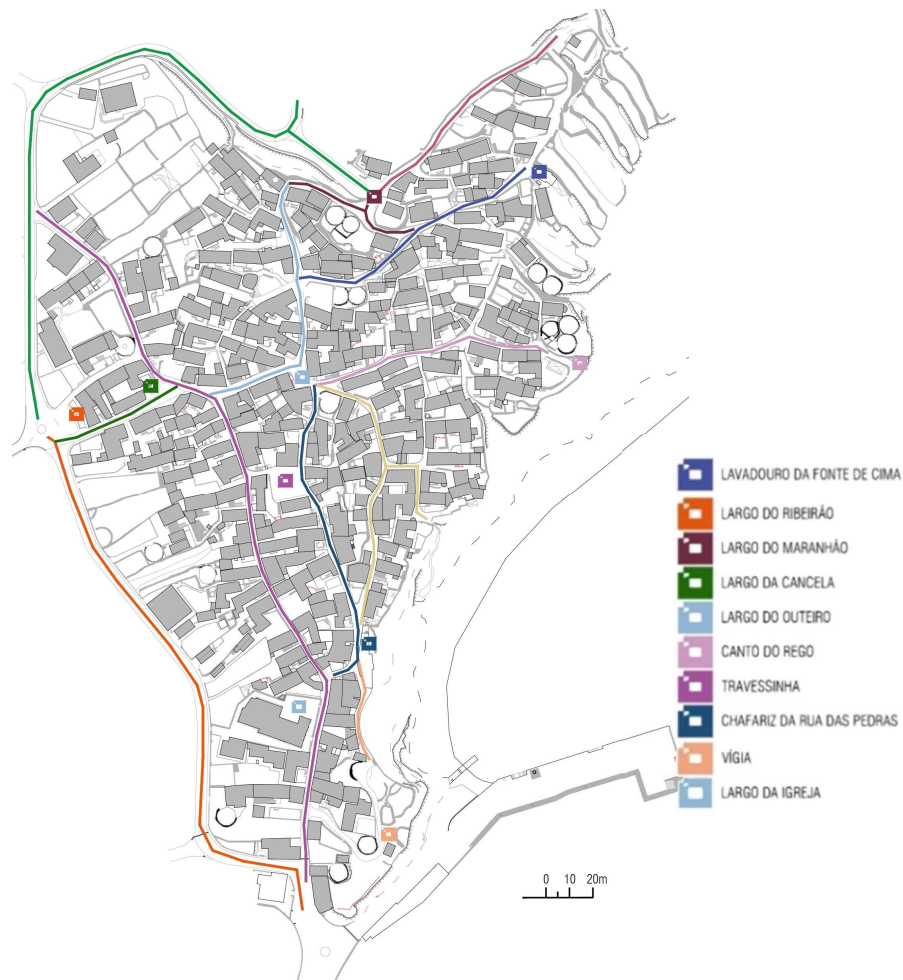 LAVADOURO DA FONTE DE CIMA
LARGO DO RIBEIRÃO
LARGO DO MARANHÃO
LARGO DA CANCELA
LARGO DO OUTEIRO
CANTO DO REGO
TRAVESSINHA
CHAFARIZ DA RUA DAS PEDRAS
VÍGIA
LARGO DA IGREJA
0 10 20m